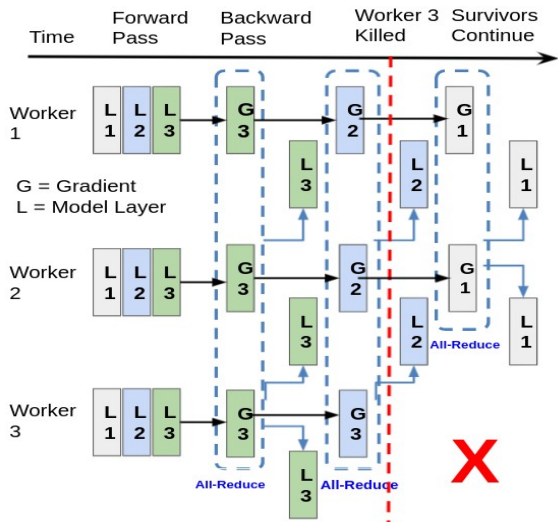 Time
Forward
Pass
Backward
Pass
Worker 3
Killed
Survivors
Continue
Worker
1
L
1
L
2
L
3
G
3
G
2
G
1
G = Gradient
L = Model Layer
L
3
L
2
L
1
Worker
2
L
1
L
2
L
3
G
3
G
2
G
1
All-Reduce
L
3
L
2
L
1
Worker
3
L
1
L
2
L
3
G
3
G
3
X
All-Reduce
All-Reduce
L
3